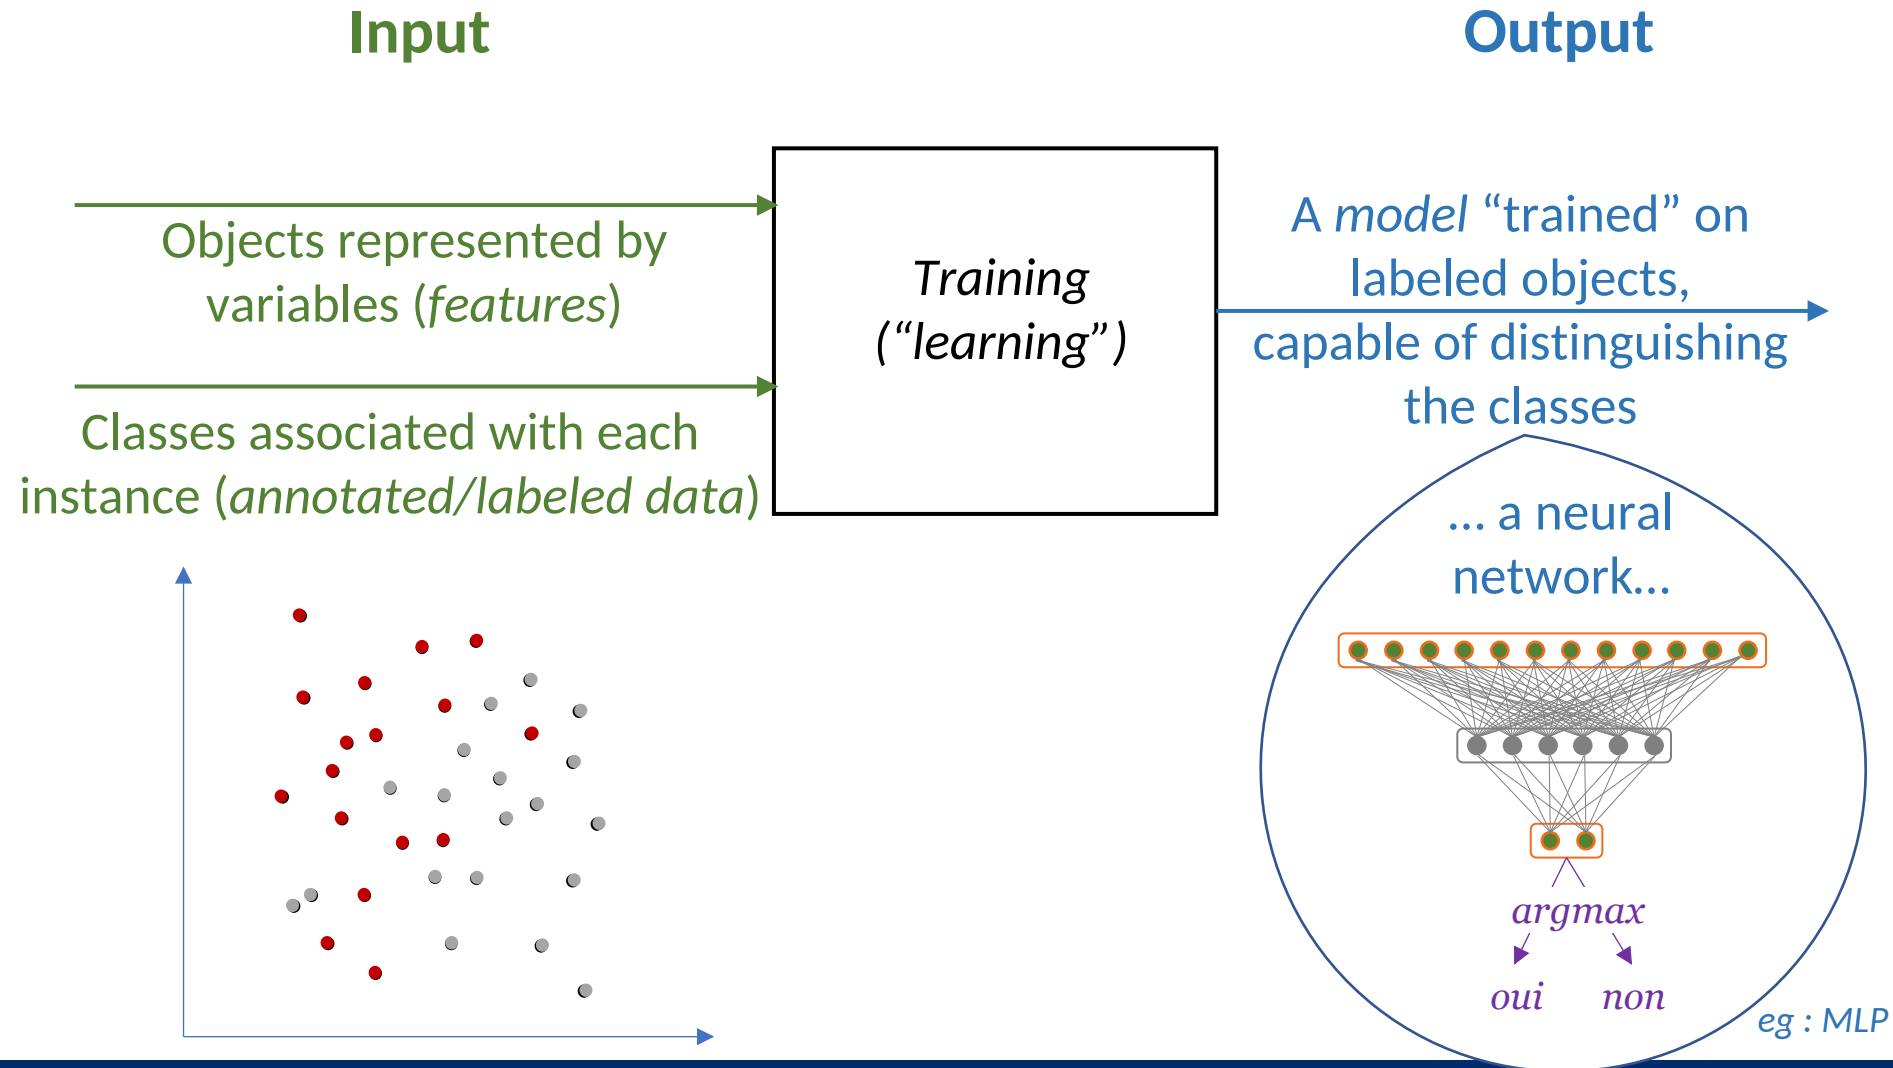 Input
Output
Objects represented by
variables (features)
Classes associated with each
instance (annotated/labeled data)
Training
(“learning”)
A model “trained” on
labeled objects,
capable of distinguishing
the classes
... a neural
network...
argmax
oui non
eg : MLP